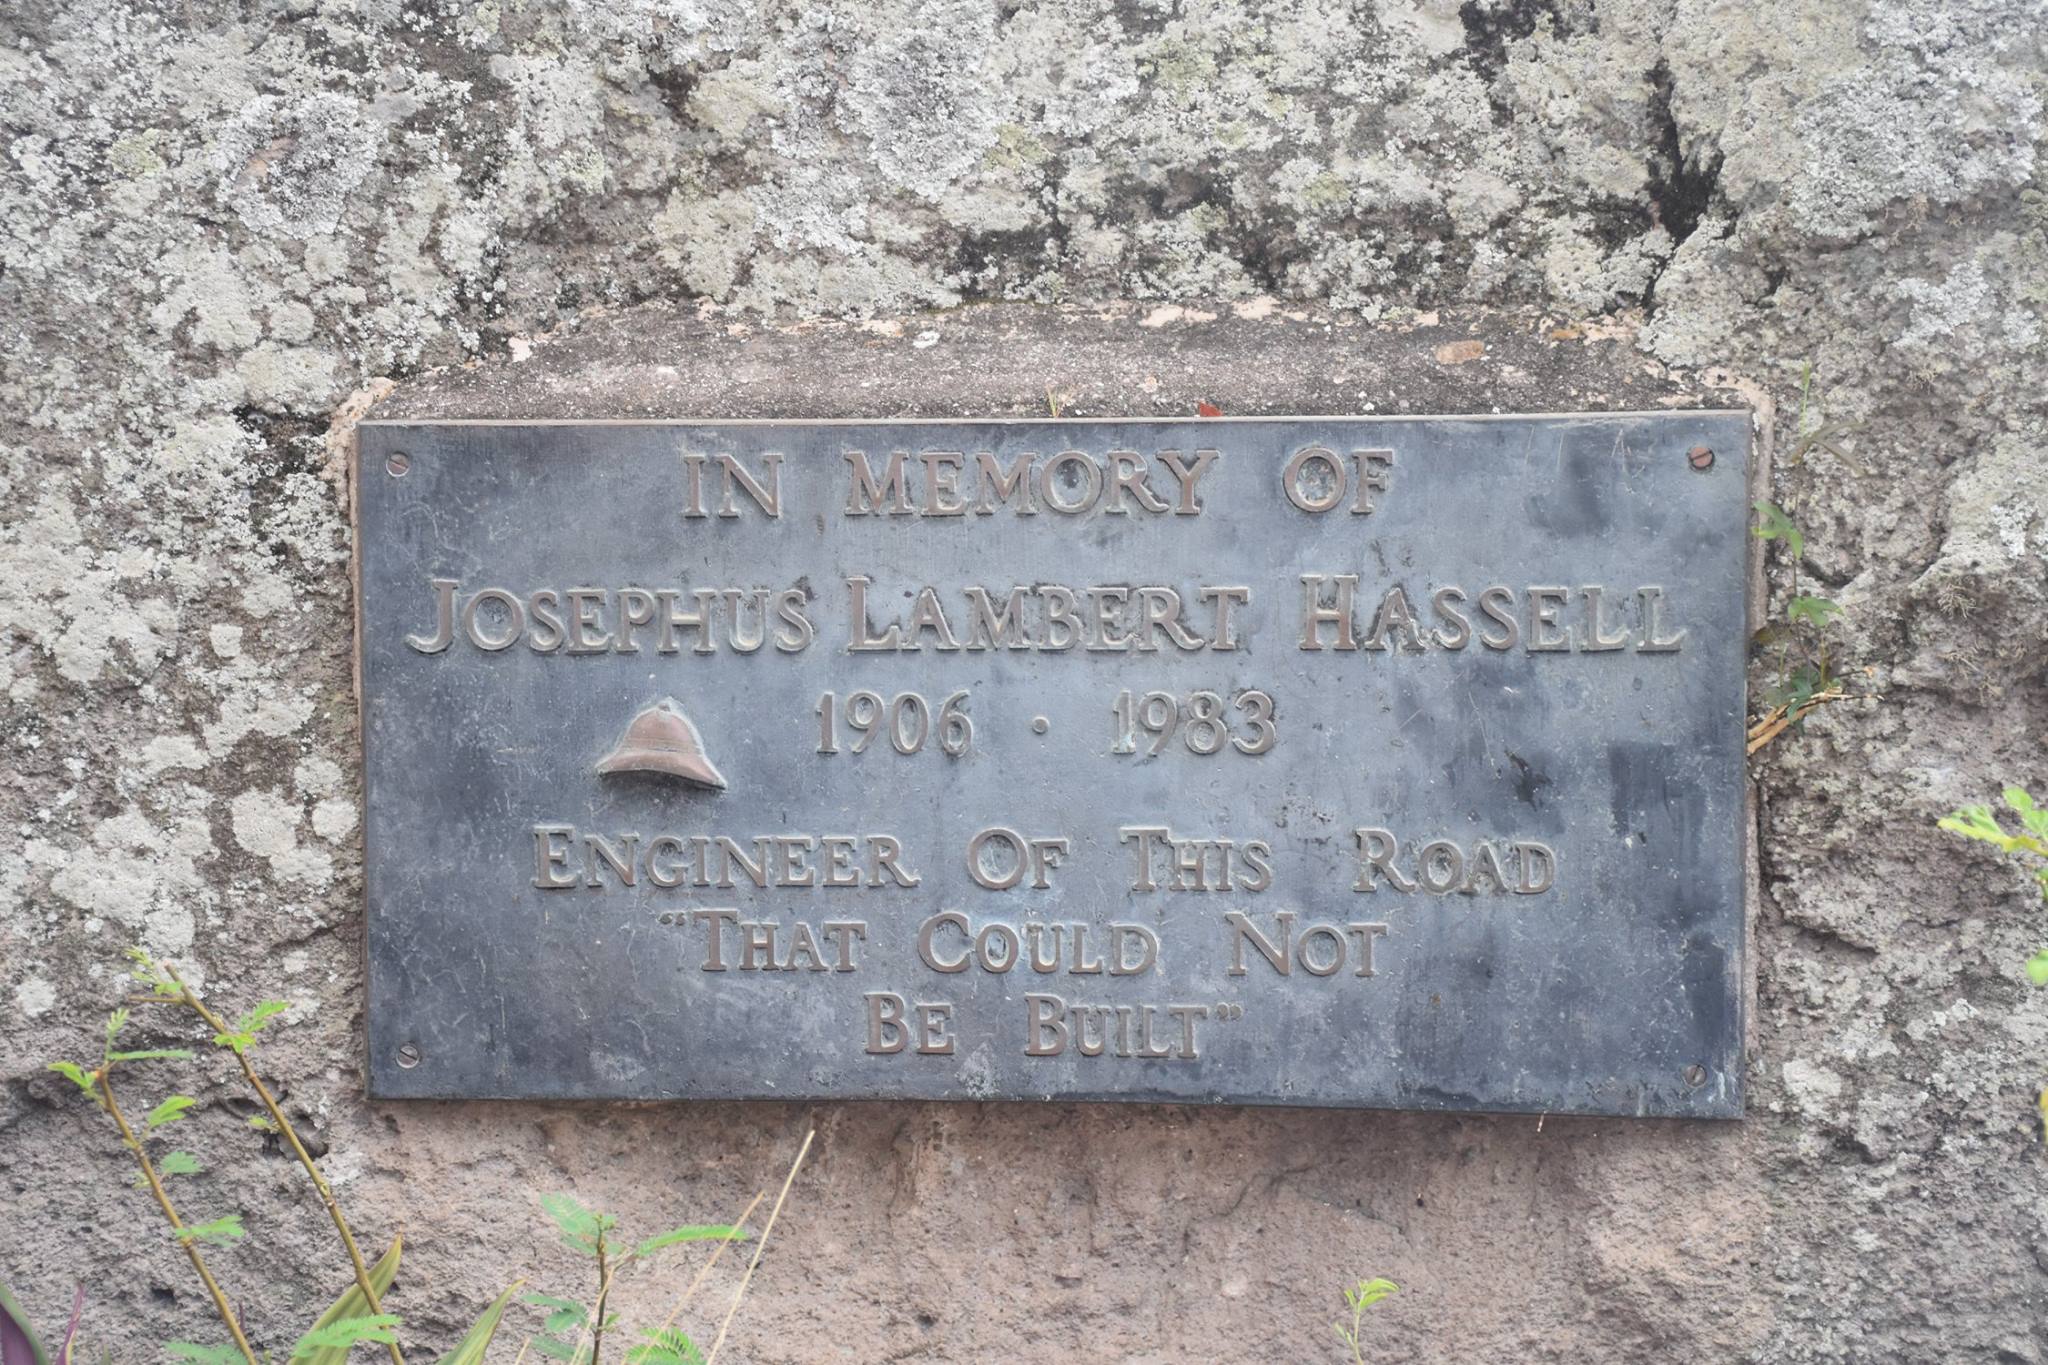 IN MEMORY OF
JOSEPHUS LAMBERT HASSELL
1906 · 1983
ENGINEER OF THIS ROAD
“THAT COULD NOT
BE BUILT”